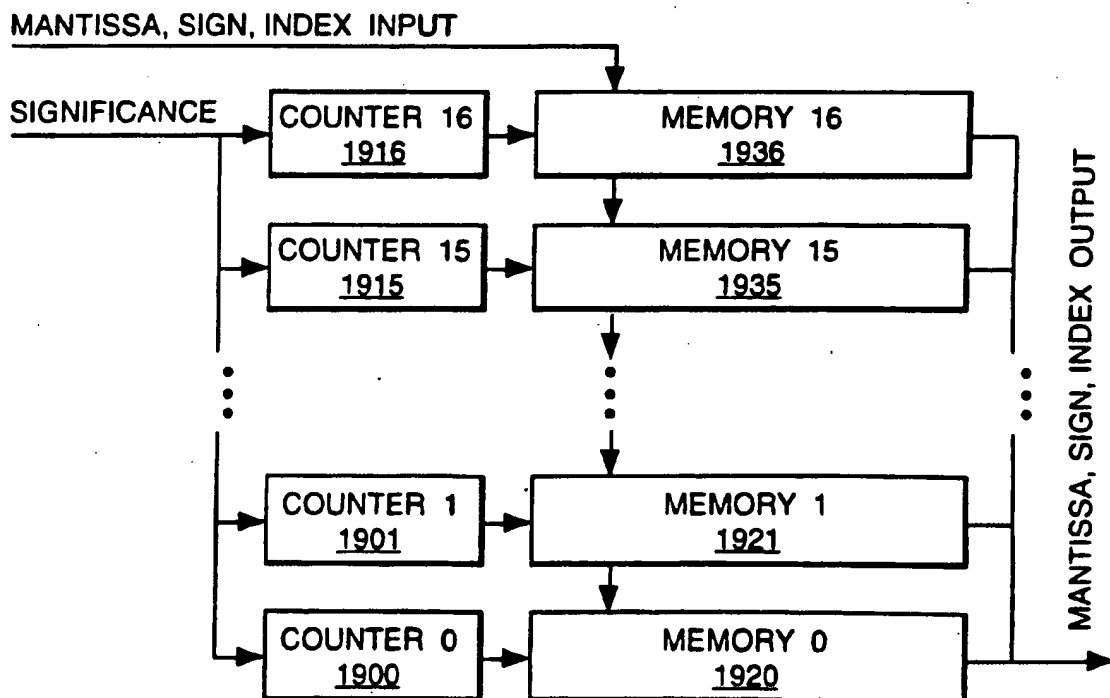 MANTISSA, SIGN, INDEX INPUT
SIGNIFICANCE
COUNTER 16
1916
MEMORY 16
1936
COUNTER 15
1915
MEMORY 15
1935
COUNTER 1
1901
MEMORY 1
1921
COUNTER 0
1900
MEMORY 0
1920
MANTISSA, SIGN, INDEX OUTPUT